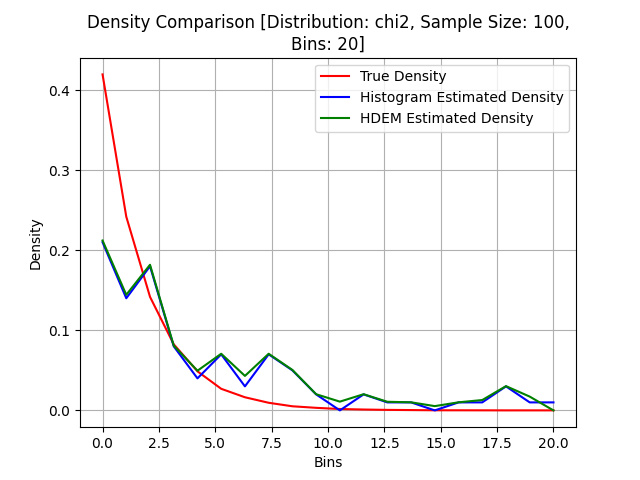 Density Comparison [Distribution: chi2, Sample Size: 100,
Bins: 20]
True Density
Histogram Estimated Density
HDEM Estimated Density
Density
0.4
0.3
0.2
0.1
0.0
0.0 2.5 5.0 7.5 10.0 12.5 15.0 17.5 20.0
Bins